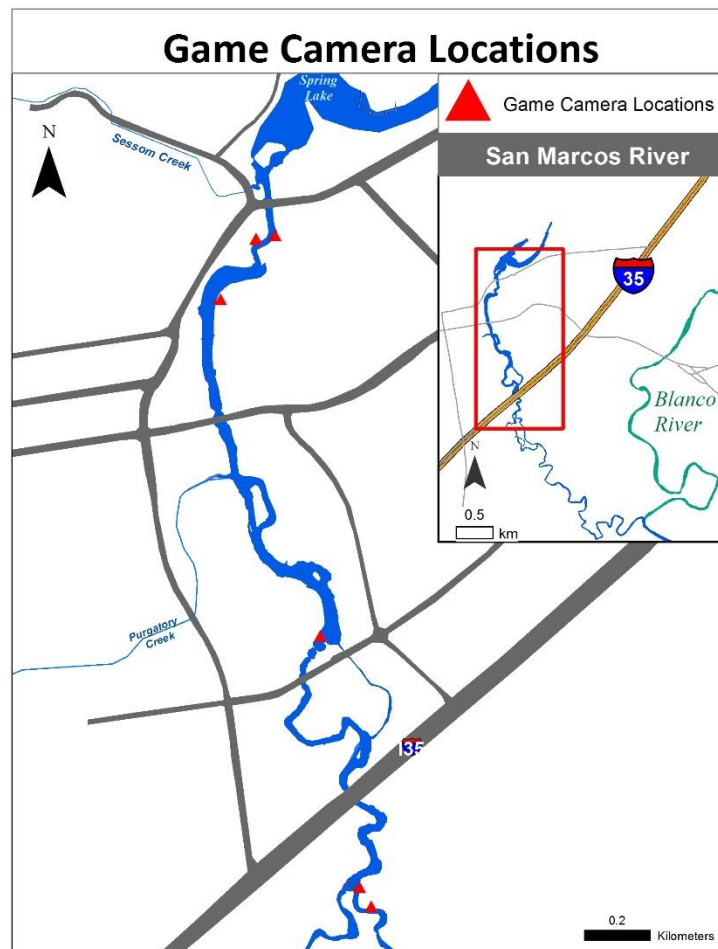 Game Camera Locations
Spring
Lake
Game Camera Locations
N
Sessom Creek
San Marcos River
35
Blanco
River
N
0.5
km
Purgatory
Creek
I35
0.2
Kilometers